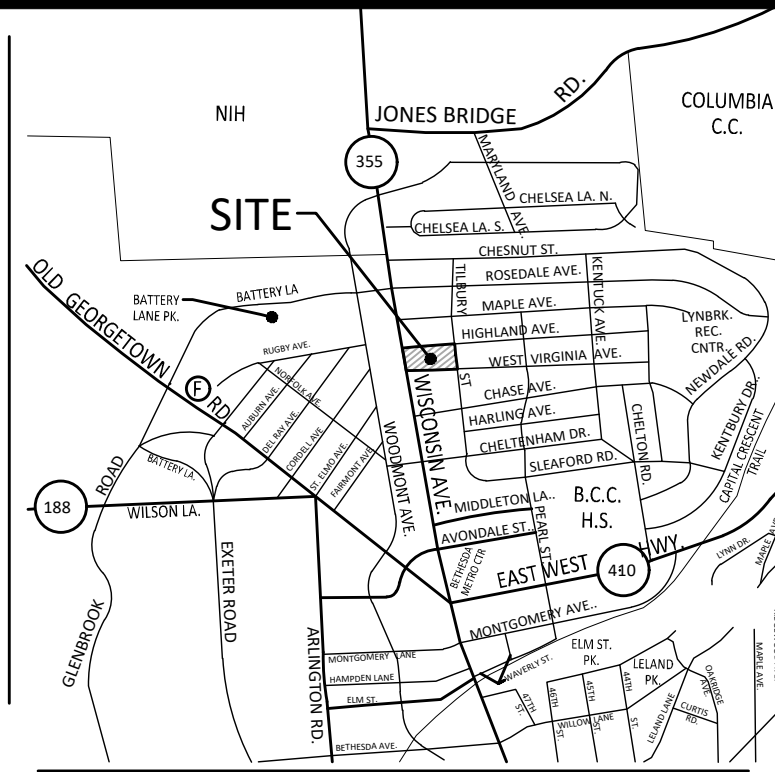 NIH
JONES BRIDGE
RD.
COLUMBIA
C.C.
355
MARYLAND
AVE.
CHELSEA LA. N.
SITE
CHELSEA LA. S.
CHESNUT ST.
OLD GEORGETOWN
RD
BATTERY
LANE PK.
BATTERY LA
TILBURY
ST
ROSEDALE AVE.
KENTUCK AVE.
MAPLE AVE.
HIGHLAND AVE.
LYNBRK.
REC.
CNTR.
NEWDALE RD.
RUGBY AVE.
WEST VIRGINIA AVE.
F
NORFOLK AVE.
AUBURN AVE.
DEL RAY AVE.
CORDELL AVE.
ST. ELMO AVE.
FAIRMONT AVE.
WOODMONT AVE.
WISCONSIN AVE.
CHASE AVE.
HARLING AVE.
CHELTENHAM DR.
SLEAFORD RD.
CHELTON RD.
KENTBURY DR.
CAPITAL CRESCENT
TRAIL
BATTERY LA.
ROAD
188
WILSON LA.
MIDDLETON LA..
B.C.C.
H.S.
AVONDALE ST..
PEARL ST.
BETHESDA
METRO CTR
EAST WEST
410
HWY.
LYNN DR.
MAPLE AVE
EXETER ROAD
GLENBROOK
ARLINGTON RD.
MONTGOMERY AVE..
MONTGOMERY LANE
HAMPDEN LANE
ELM ST.
BETHESDA AVE.
WAVERLY ST.
ELM ST.
PK.
LELAND
PK.
47TH
ST.
46TH
ST.
45TH
ST.
44TH
ST.
WILLOW LANE
LELAND LANE
OAKRIDGE
AVE.
CURTIS
RD.
MAPLE AVE.